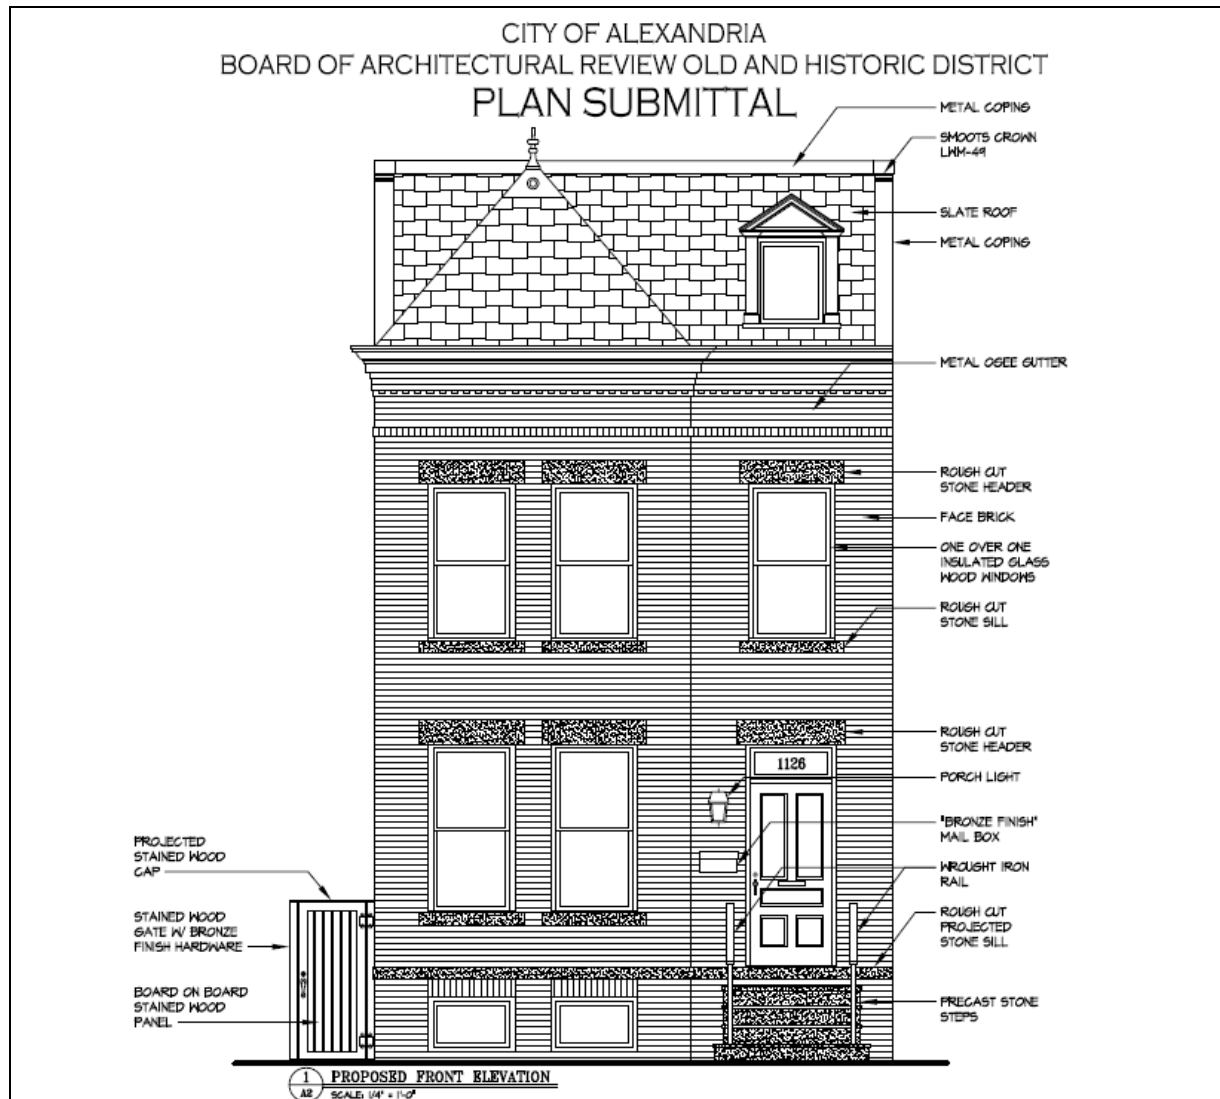 CITY OF ALEXANDRIA
BOARD OF ARCHITECTURAL REVIEW OLD AND HISTORIC DISTRICT
PLAN SUBMITTAL
METAL COPING
SMOOTS CROWN
LWM-49
SLATE ROOF
METAL COPING
METAL OGEE GUTTER
ROUGH CUT
STONE HEADER
FACE BRICK
ONE OVER ONE
INSULATED GLASS
WOOD WINDOWS
ROUGH CUT
STONE SILL
ROUGH CUT
STONE HEADER
1126
PORCH LIGHT
"BRONZE FINISH"
MAIL BOX
WROUGHT IRON
RAIL
ROUGH CUT
PROJECTED
STONE SILL
PRECAST STONE
STEPS
PROJECTED
STAINED WOOD
CAP
STAINED WOOD
GATE W/ BRONZE
FINISH HARDWARE
BOARD ON BOARD
STAINED WOOD
PANEL
1
A2
PROPOSED FRONT ELEVATION
SCALE: 1/4" = 1'-0"